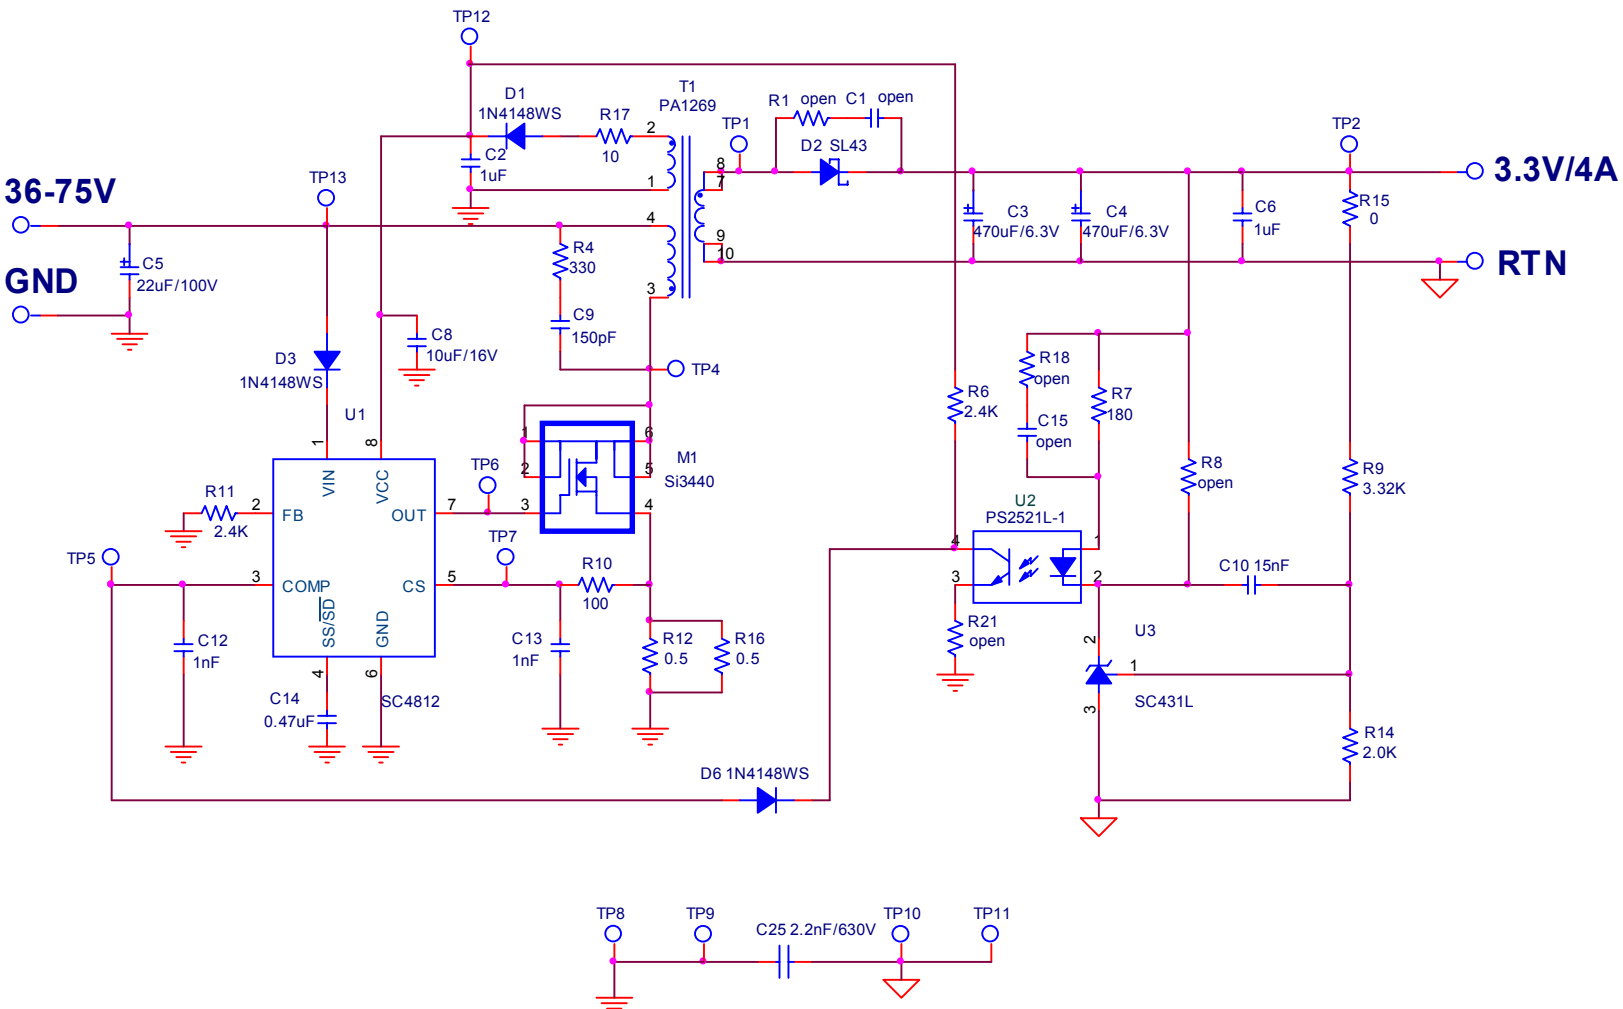 TP12
T1
PA1269
D1
1N4148WS
R17
10
2
1
C2
1uF
TP1
R1 open C1 open
D2 SL43
8
7
TP2
3.3V/4A
36-75V
TP13
4
R4
330
C3
470uF/6.3V
C4
470uF/6.3V
C6
1uF
R15
0
9
10
RTN
GND
C5
22uF/100V
3
C9
150pF
C8
10uF/16V
D3
1N4148WS
TP4
R18
open
R7
180
R6
2.4K
C15
open
U1
1
8
1
2
3
6
5
4
M1
Si3440
VIN
VCC
TP6
R11
2.4K
2
FB
OUT
7
R8
open
R9
3.32K
U2
PS2521L-1
4
1
3
2
TP5
TP7
3
COMP
CS
5
R10
100
C10 15nF
SS/SD
GND
C12
1nF
C13
1nF
R12
0.5
R16
0.5
R21
open
U3
2
1
3
SC431L
4
6
SC4812
C14
0.47uF
R14
2.0K
D6 1N4148WS
TP8
TP9
C25 2.2nF/630V
TP10
TP11